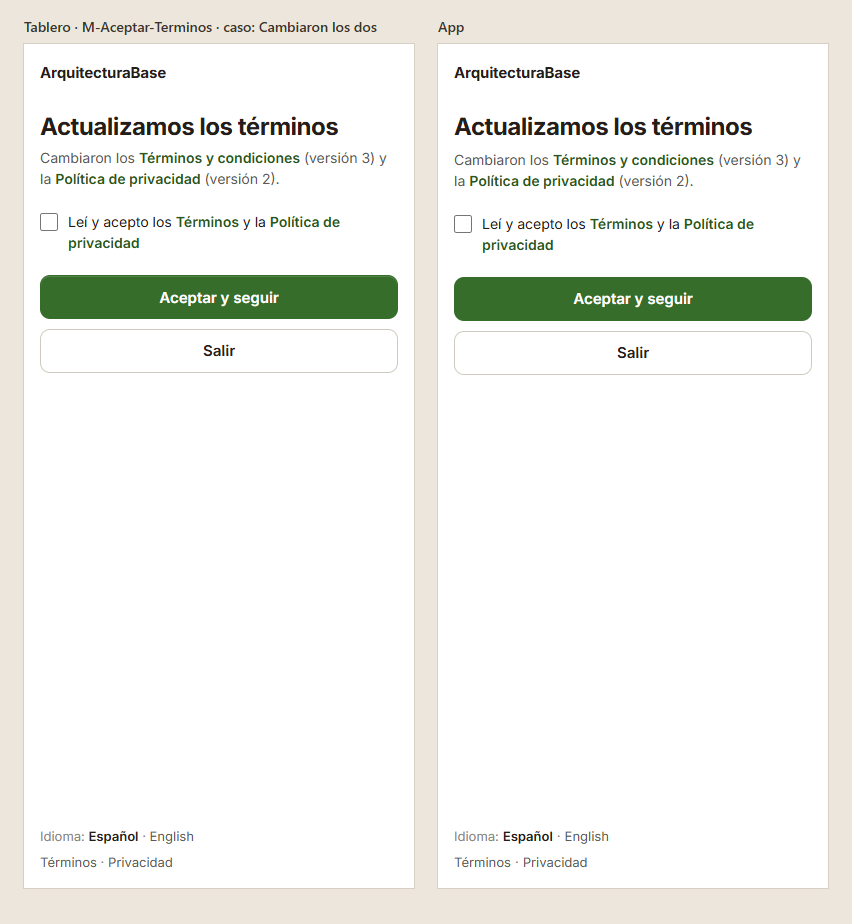 Tablero · M-Aceptar-Terminos · caso: Cambiaron los dos
ArquitecturaBase
Actualizamos los términos
Cambiaron los Términos y condiciones (versión 3) y
la Política de privacidad (versión 2).
Leí y acepto los Términos y la Política de
privacidad
Aceptar y seguir
Salir
Idioma: Español · English
Términos · Privacidad
App
ArquitecturaBase
Actualizamos los términos
Cambiaron los Términos y condiciones (versión 3) y
la Política de privacidad (versión 2).
Leí y acepto los Términos y la Política de
privacidad
Aceptar y seguir
Salir
Idioma: Español · English
Términos · Privacidad